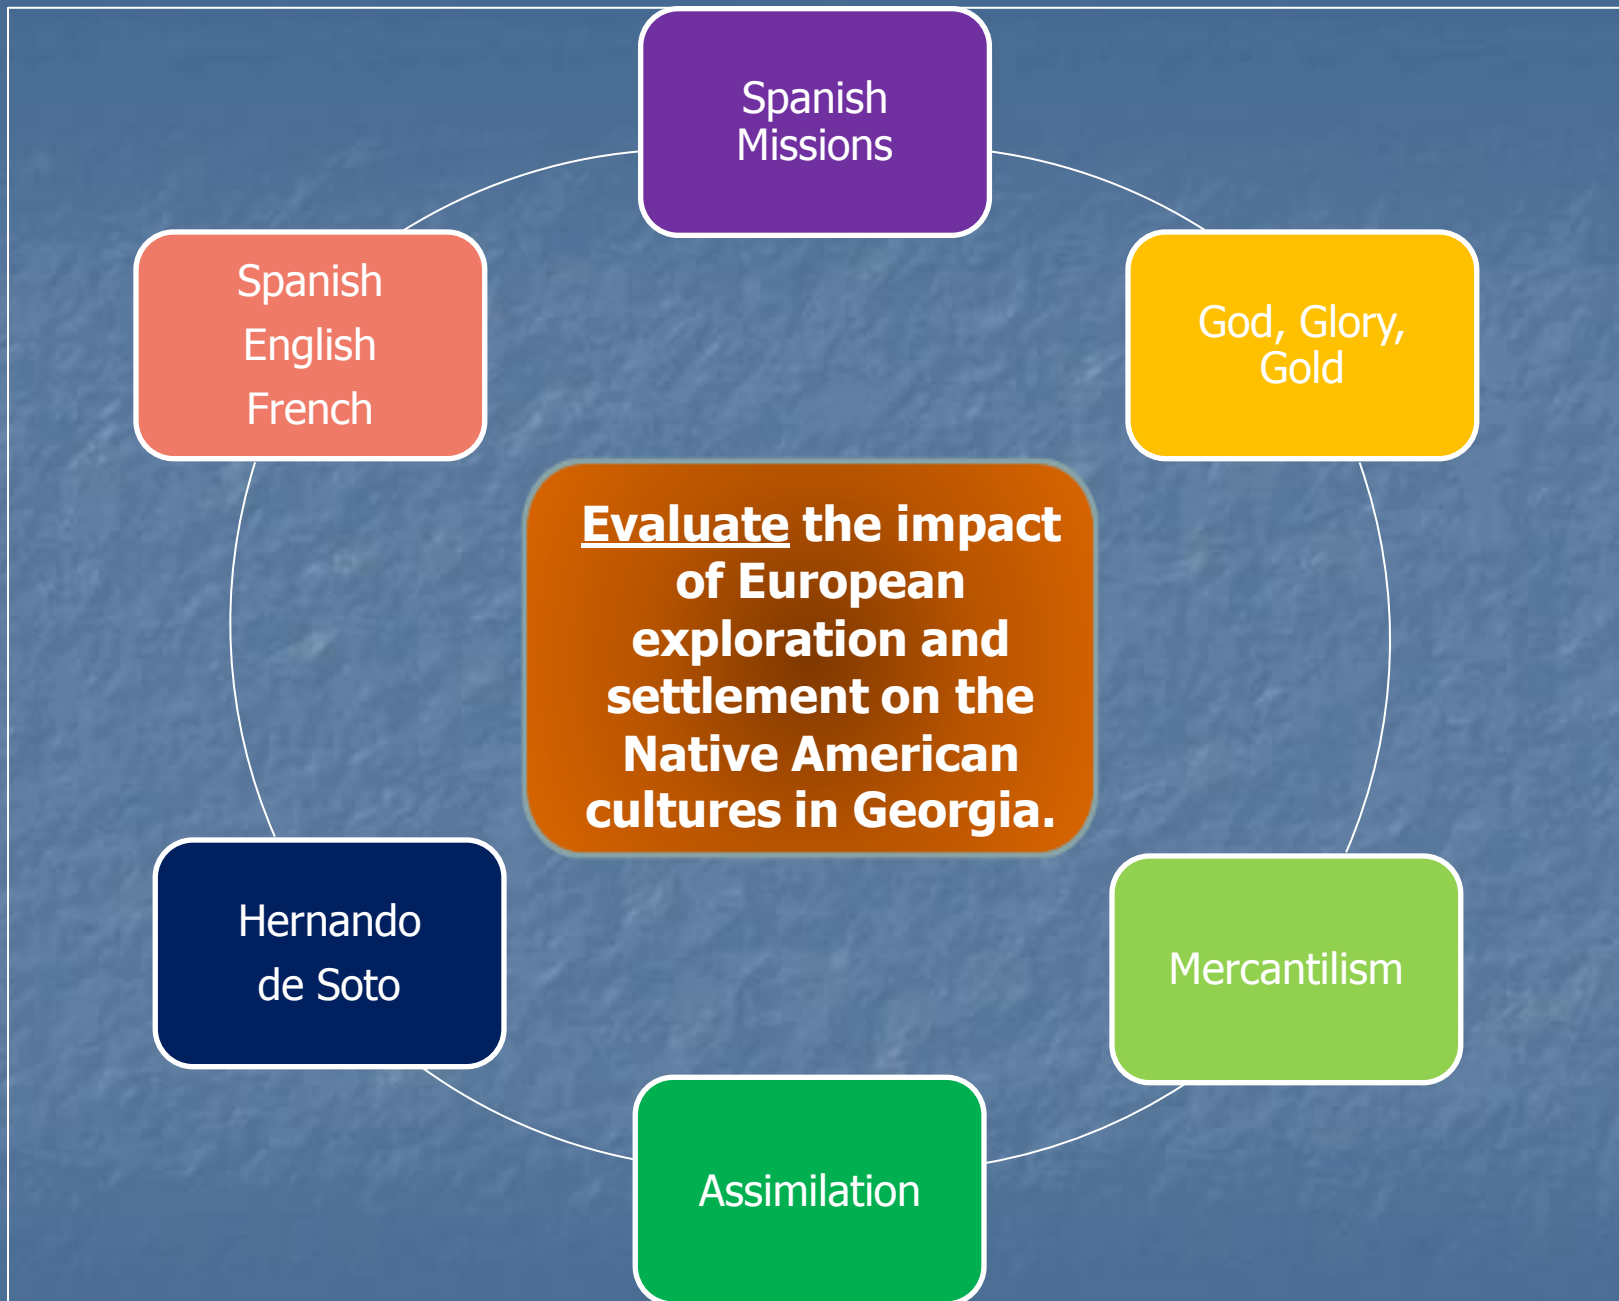 Spanish
Missions
God, Glory,
Gold
Mercantilism
Assimilation
Hernando
de Soto
Spanish
English
French
Evaluate the impact
of European
exploration and
settlement on the
Native American
cultures in Georgia.